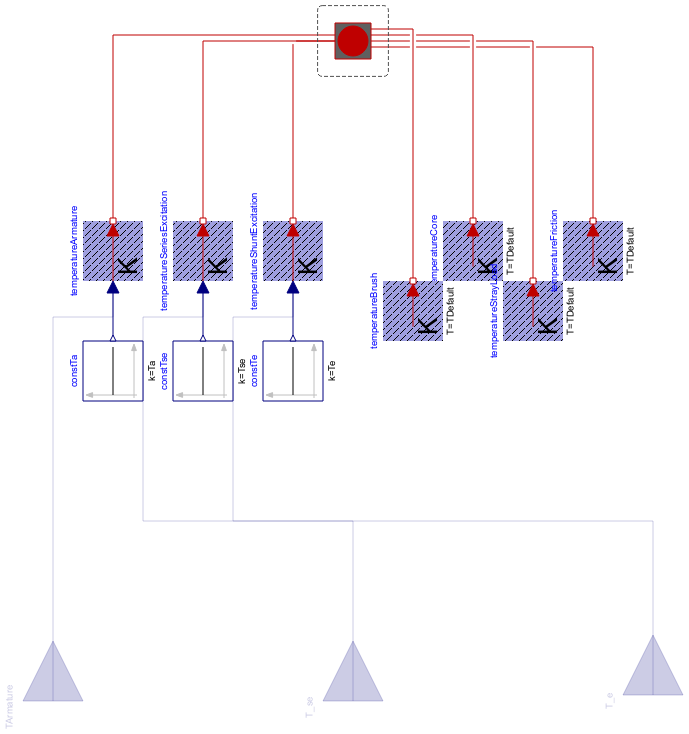 temperatureArmature
K
temperatureSeriesExcitation
K
temperatureShuntExcitation
K
temperatureBrush
K
T=TDefault
temperatureCore
K
T=TDefault
temperatureStrayLoad
K
T=TDefault
temperatureFriction
K
T=TDefault
constTa
k=Ta
constTse
k=Tse
constTe
k=Te
TArmature
T_se
T_e